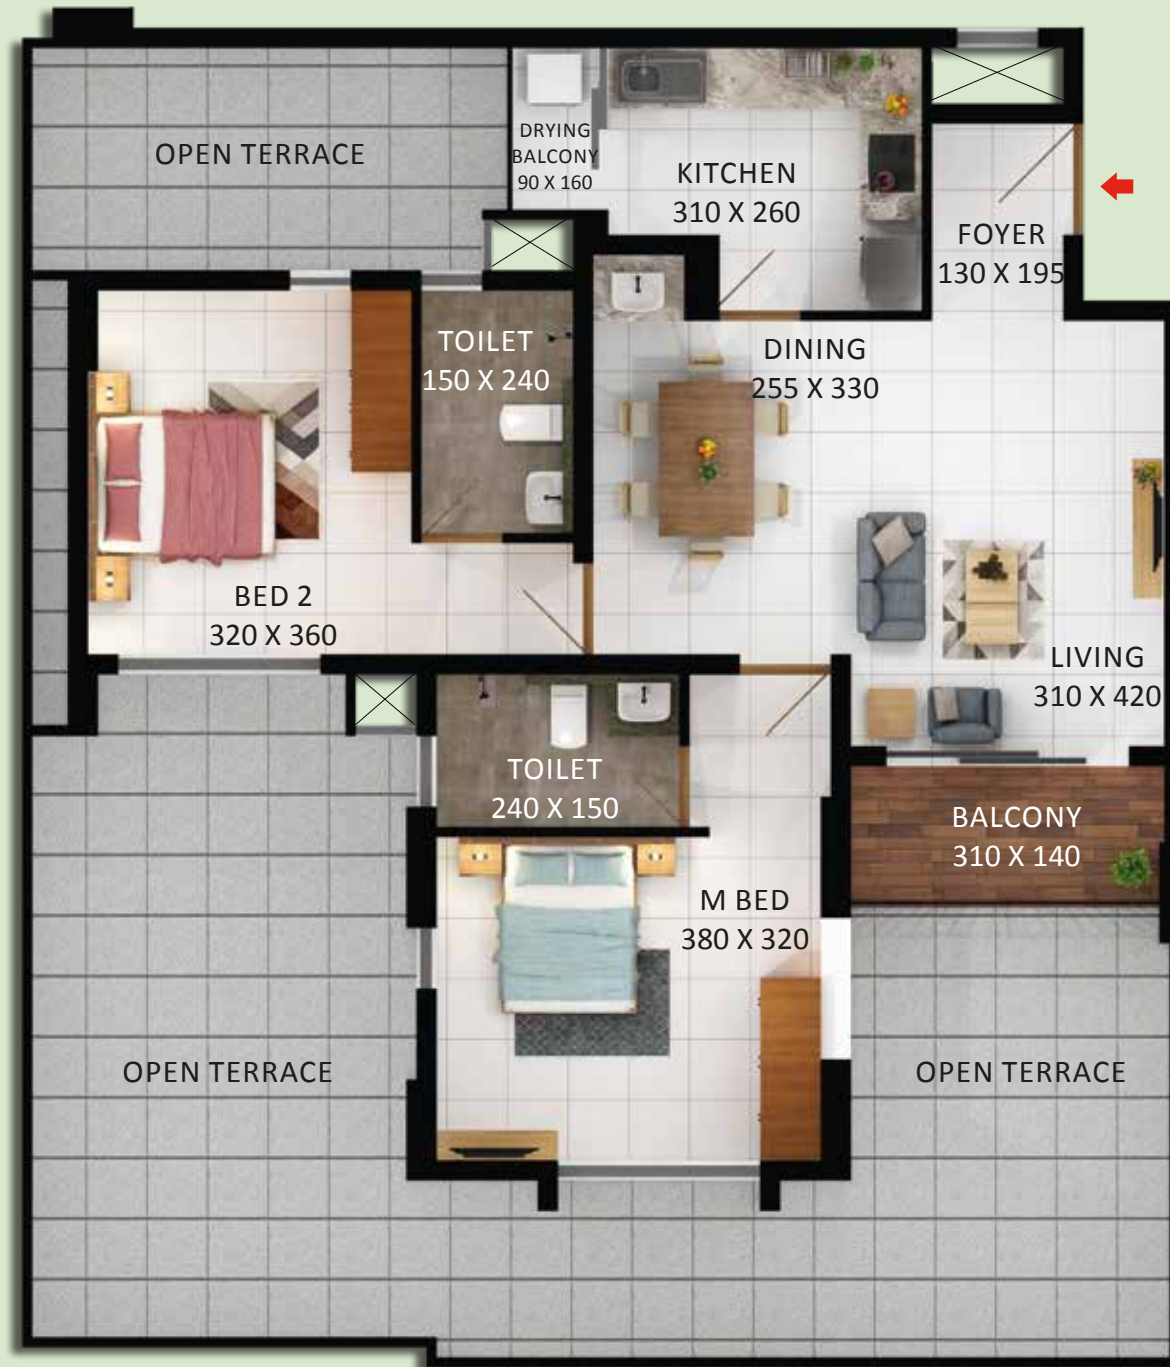 OPEN TERRACE
DRYING
BALCONY
90 X 160
KITCHEN
310 X 260
FOYER
130 X 195
TOILET
150 X 240
DINING
255 X 330
BED 2
320 X 360
LIVING
310 X 420
TOILET
240 X 150
BALCONY
310 X 140
M BED
380 X 320
OPEN TERRACE
OPEN TERRACE